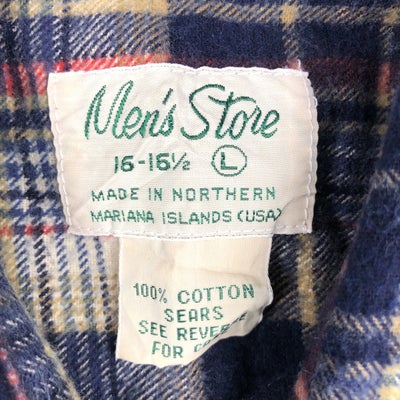 Men's Store
16-16½ L
MADE IN NORTHERN
MARIANA ISLANDS (USA)
100% COTTON
SEARS
SEE REVERSE
FOR